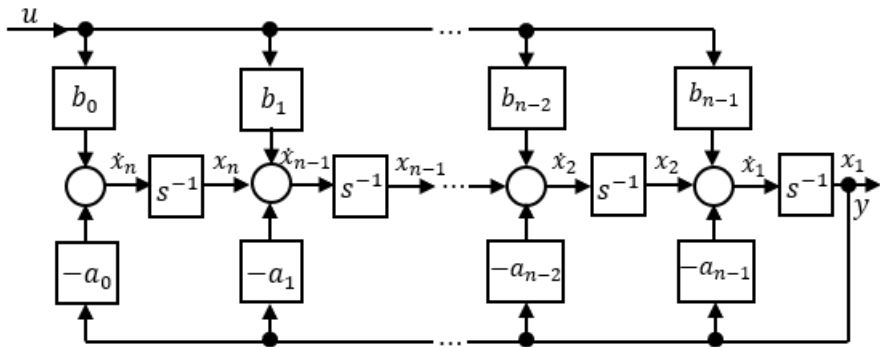 u
...
b₀ b₁ bₙ₋₂ bₙ₋₁
ẋₙ xₙ ẋₙ₋₁ xₙ₋₁ ẋ₂ x₂ ẋ₁ x₁
s⁻¹ s⁻¹ ... s⁻¹ s⁻¹
y
−a₀ −a₁ −aₙ₋₂ −aₙ₋₁
...